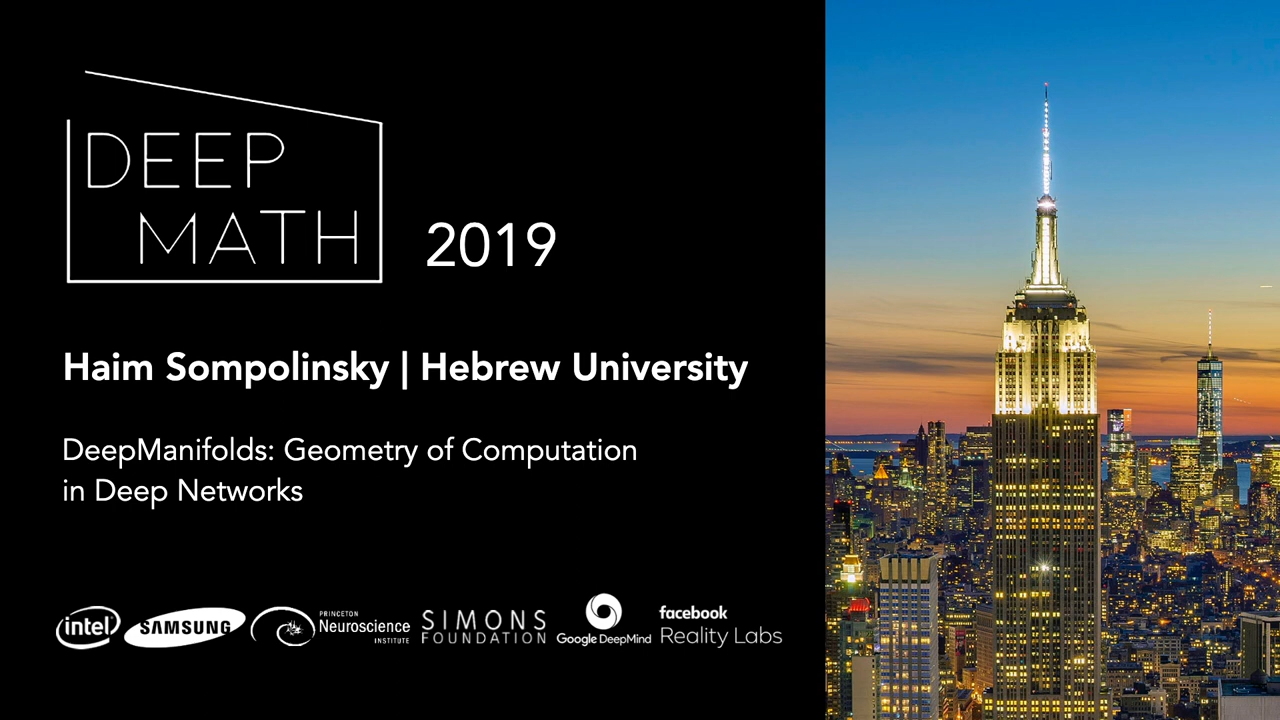 DEEP
MATH
2019
Haim Sompolinsky | Hebrew University
DeepManifolds: Geometry of Computation
in Deep Networks
intel
SAMSUNG
PRINCETON
Neuroscience
INSTITUTE
SIMONS
FOUNDATION
Google DeepMind
facebook
Reality Labs